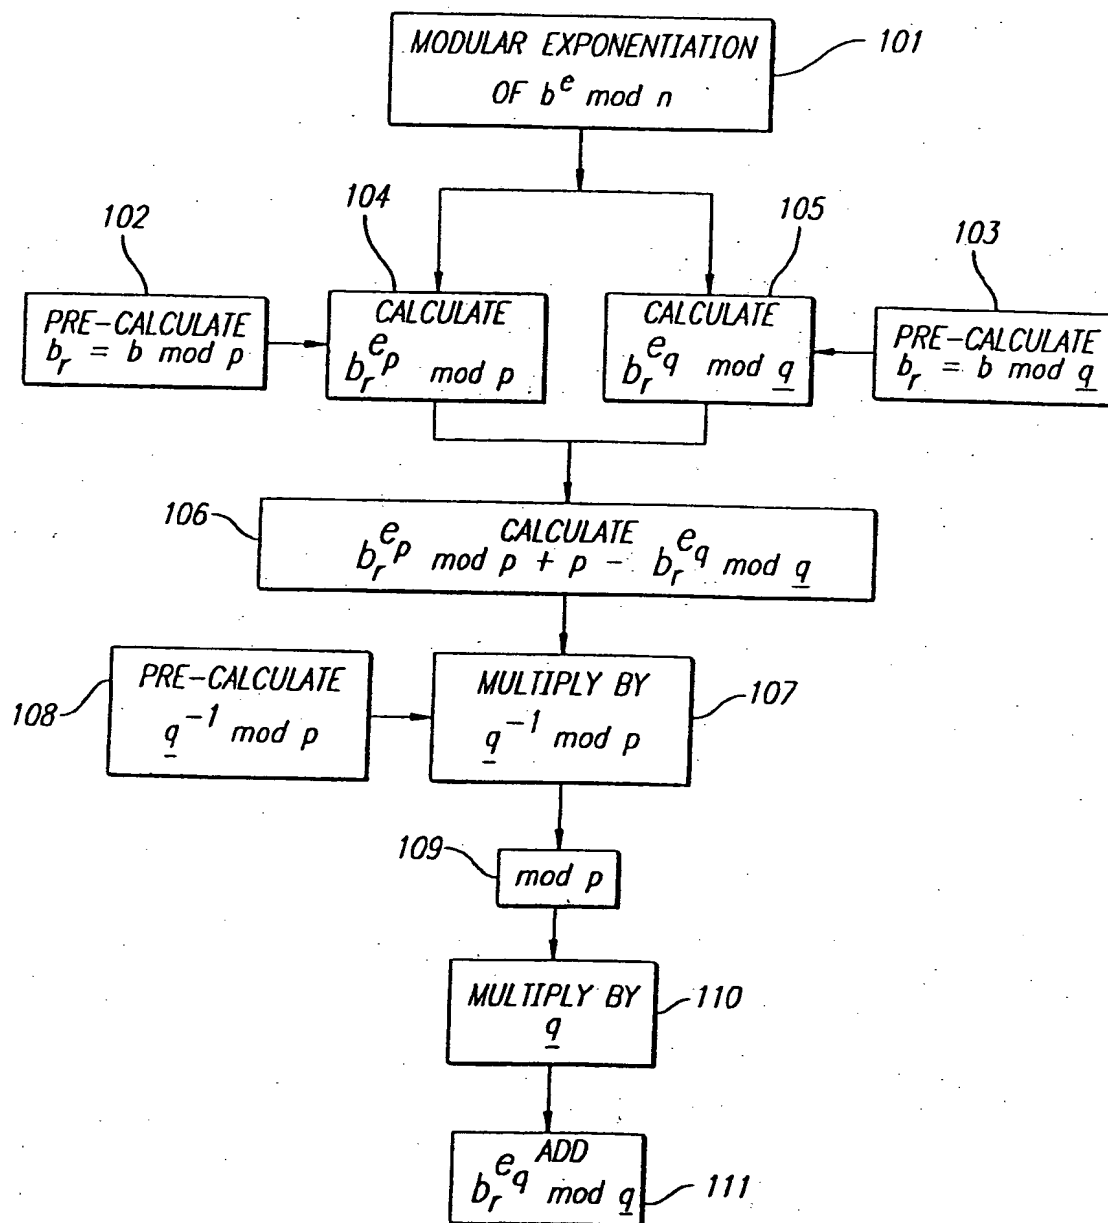 MODULAR EXPONENTIATION
OF b^e mod n
101
102
104
105
103
PRE-CALCULATE
b_r = b mod p
CALCULATE
b_r^{e_p} mod p
CALCULATE
b_r^{e_q} mod q
PRE-CALCULATE
b_r = b mod q
106
CALCULATE
b_r^{e_p} mod p + p - b_r^{e_q} mod q
108
PRE-CALCULATE
q^{-1} mod p
MULTIPLY BY
q^{-1} mod p
107
109
mod p
MULTIPLY BY
q
110
ADD
b_r^{e_q} mod q
111